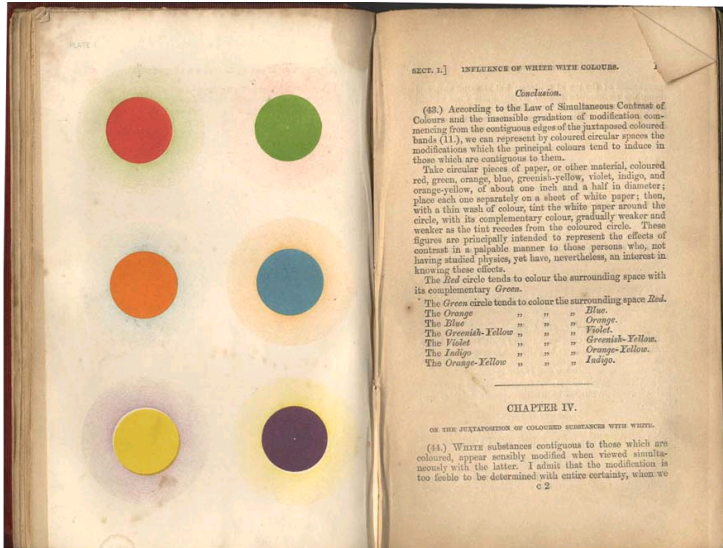 PLATE 1
SECT. I.] INFLUENCE OF WHITE WITH COLOURS.
Conclusion.
(43.) According to the Law of Simultaneous Contrast of
Colours and the insensible gradation of modification com-
mencing from the contiguous edges of the juxtaposed coloured
bands (11.), we can represent by coloured circular spaces the
modifications which the principal colours tend to induce in
those which are contiguous to them.
Take circular pieces of paper, or other material, coloured
red, green, orange, blue, greenish-yellow, violet, indigo, and
orange-yellow, of about one inch and a half in diameter;
place each one separately on a sheet of white paper; then,
with a thin wash of colour, tint the white paper around the
circle, with its complementary colour, gradually weaker and
weaker as the tint recedes from the coloured circle. These
figures are principally intended to represent the effects of
contrast in a palpable manner to those persons who, not
having studied physics, yet have, nevertheless, an interest in
knowing these effects.
The Red circle tends to colour the surrounding space with
its complementary Green.
The Green circle tends to colour the surrounding space Red.
The Orange „ „ „ Blue.
The Blue „ „ „ Orange.
The Greenish-Yellow „ „ „ Violet.
The Violet „ „ „ Greenish-Yellow.
The Indigo „ „ „ Orange-Yellow.
The Orange-Yellow „ „ „ Indigo.
CHAPTER IV.
ON THE JUXTAPOSITION OF COLOURED SUBSTANCES WITH WHITE.
(44.) WHITE substances contiguous to those which are
coloured, appear sensibly modified when viewed simulta-
neously with the latter. I admit that the modification is
too feeble to be determined with entire certainty, when we
C 2